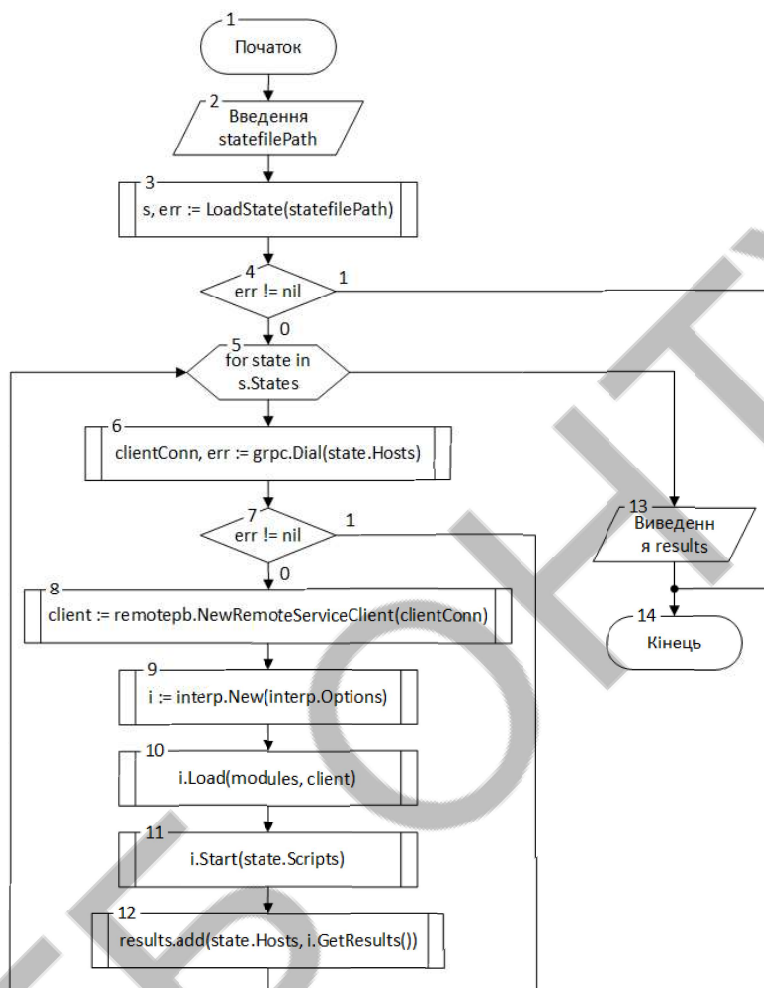 1
Початок
2
Введення
statefilePath
3
s, err := LoadState(statefilePath)
4
err != nil
1
0
5
for state in
s.States
6
clientConn, err := grpc.Dial(state.Hosts)
7
err != nil
1
0
8
client := remotepb.NewRemoteServiceClient(clientConn)
9
i := interp.New(interp.Options)
10
i.Load(modules, client)
11
i.Start(state.Scripts)
12
results.add(state.Hosts, i.GetResults())
13
Виведенн
я results
14
Кінець